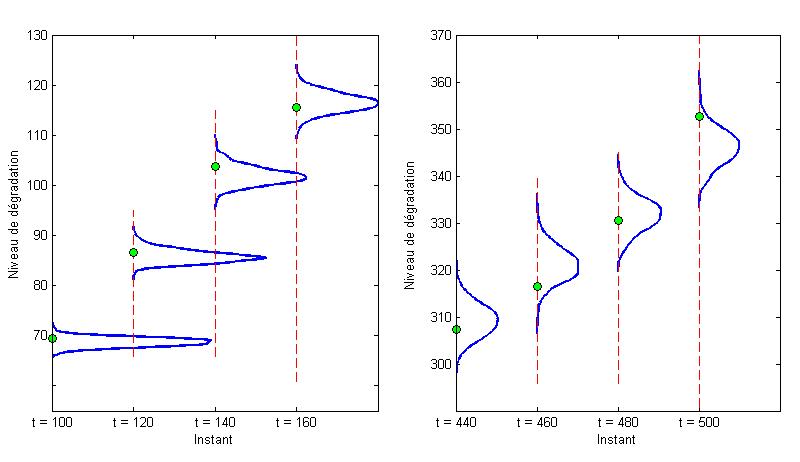 130
120
110
100
90
80
70
Niveau de dégradation
t = 100 t = 120 t = 140 t = 160
Instant
370
360
350
340
330
320
310
300
Niveau de dégradation
t = 440 t = 460 t = 480 t = 500
Instant